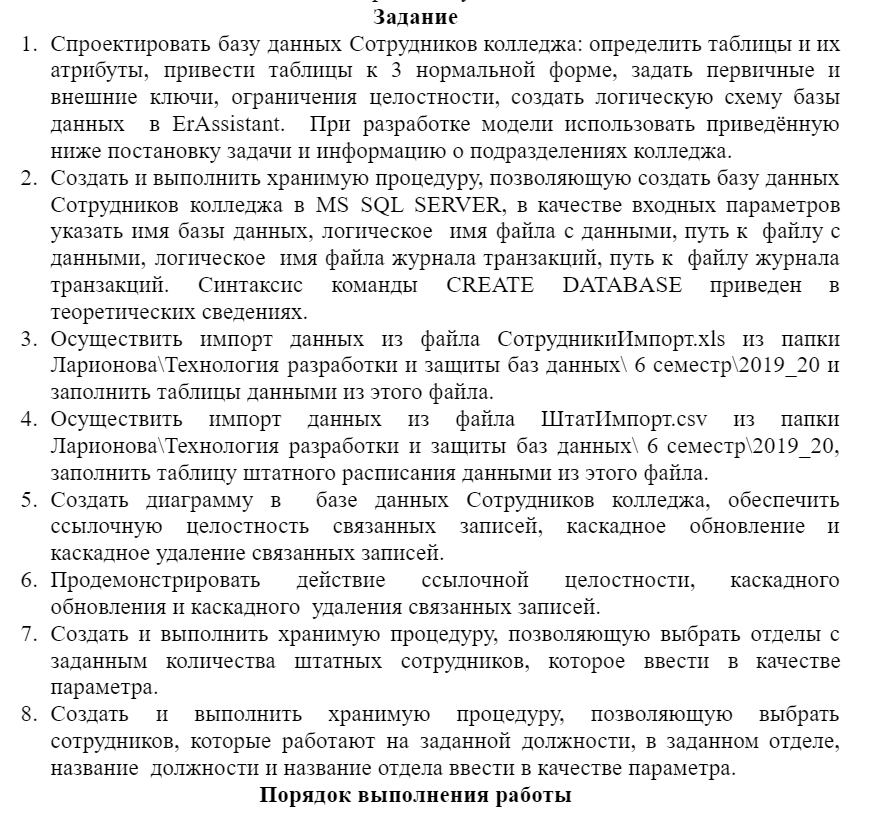 Задание
1. Спроектировать базу данных Сотрудников колледжа: определить таблицы и их
атрибуты, привести таблицы к 3 нормальной форме, задать первичные и
внешние ключи, ограничения целостности, создать логическую схему базы
данных в ErAssistant. При разработке модели использовать приведённую
ниже постановку задачи и информацию о подразделениях колледжа.
2. Создать и выполнить хранимую процедуру, позволяющую создать базу данных
Сотрудников колледжа в MS SQL SERVER, в качестве входных параметров
указать имя базы данных, логическое имя файла с данными, путь к файлу с
данными, логическое имя файла журнала транзакций, путь к файлу журнала
транзакций. Синтаксис команды CREATE DATABASE приведен в
теоретических сведениях.
3. Осуществить импорт данных из файла СотрудникиИмпорт.xls из папки
Ларионова\Технология разработки и защиты баз данных\ 6 семестр\2019_20 и
заполнить таблицы данными из этого файла.
4. Осуществить импорт данных из файла ШтатИмпорт.csv из папки
Ларионова\Технология разработки и защиты баз данных\ 6 семестр\2019_20,
заполнить таблицу штатного расписания данными из этого файла.
5. Создать диаграмму в базе данных Сотрудников колледжа, обеспечить
ссылочную целостность связанных записей, каскадное обновление и
каскадное удаление связанных записей.
6. Продемонстрировать действие ссылочной целостности, каскадного
обновления и каскадного удаления связанных записей.
7. Создать и выполнить хранимую процедуру, позволяющую выбрать отделы с
заданным количества штатных сотрудников, которое ввести в качестве
параметра.
8. Создать и выполнить хранимую процедуру, позволяющую выбрать
сотрудников, которые работают на заданной должности, в заданном отделе,
название должности и название отдела ввести в качестве параметра.
Порядок выполнения работы